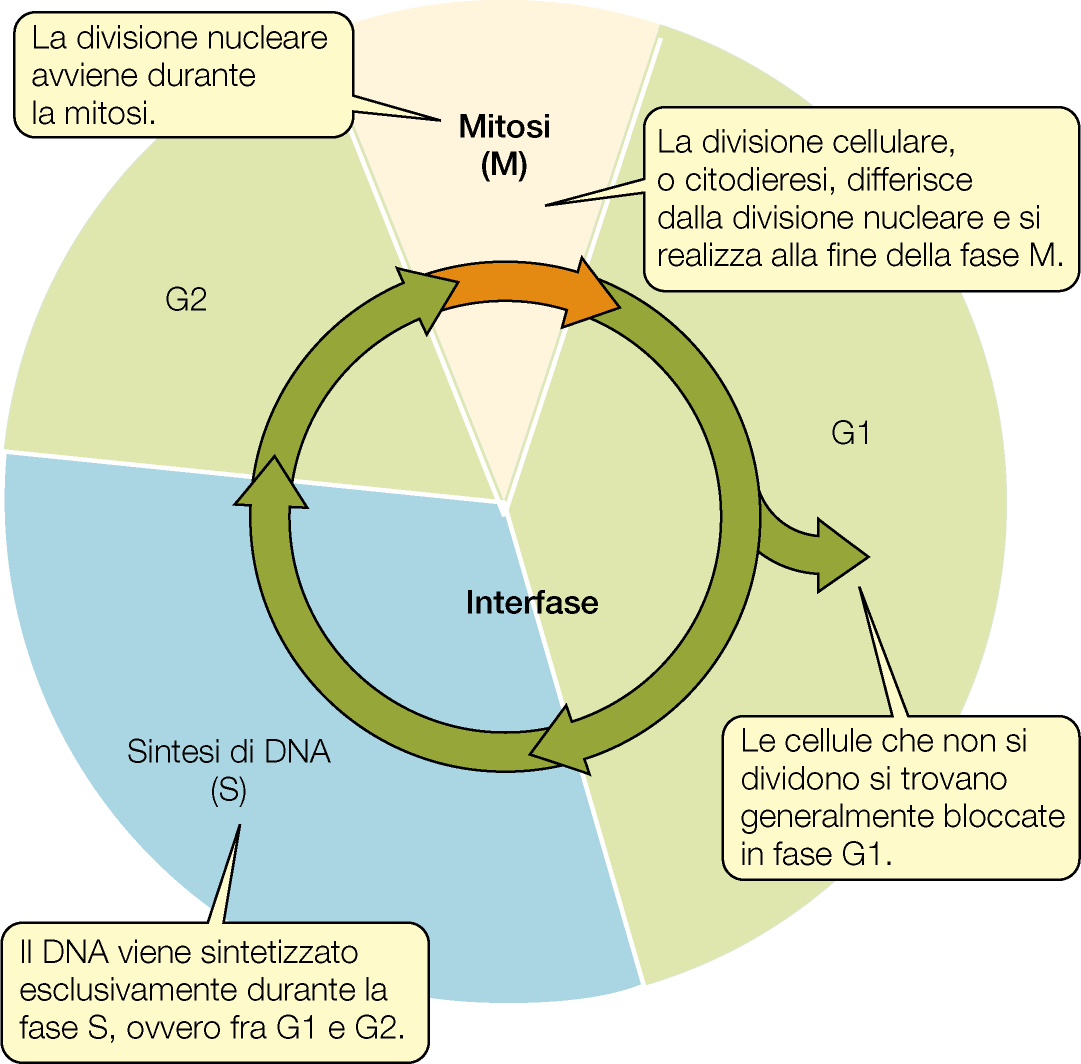 La divisione nucleare
avviene durante
la mitosi.
Mitosi
(M)
La divisione cellulare,
o citodieresi, differisce
dalla divisione nucleare e si
realizza alla fine della fase M.
G2
G1
Interfase
Sintesi di DNA
(S)
Le cellule che non si
dividono si trovano
generalmente bloccate
in fase G1.
Il DNA viene sintetizzato
esclusivamente durante la
fase S, ovvero fra G1 e G2.